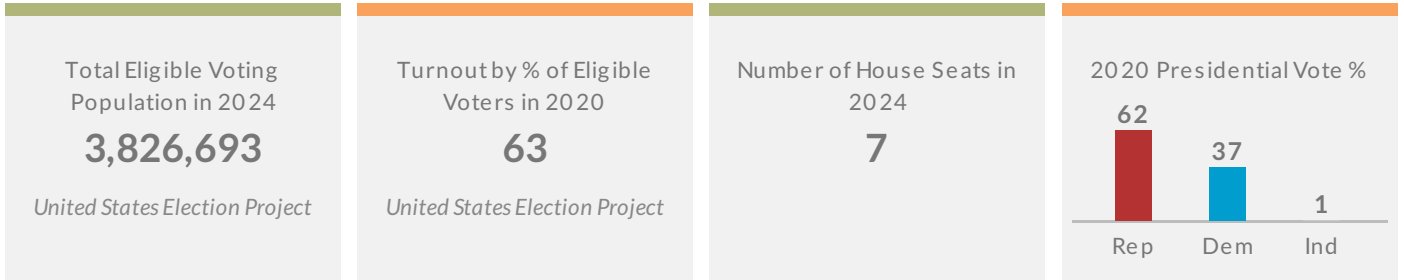 Total Eligible Voting
Population in 2024
3,826,693
United States Election Project
Turnout by % of Eligible
Voters in 2020
63
United States Election Project
Number of House Seats in
2024
7
2020 Presidential Vote %
62
37
1
Rep
Dem
Ind